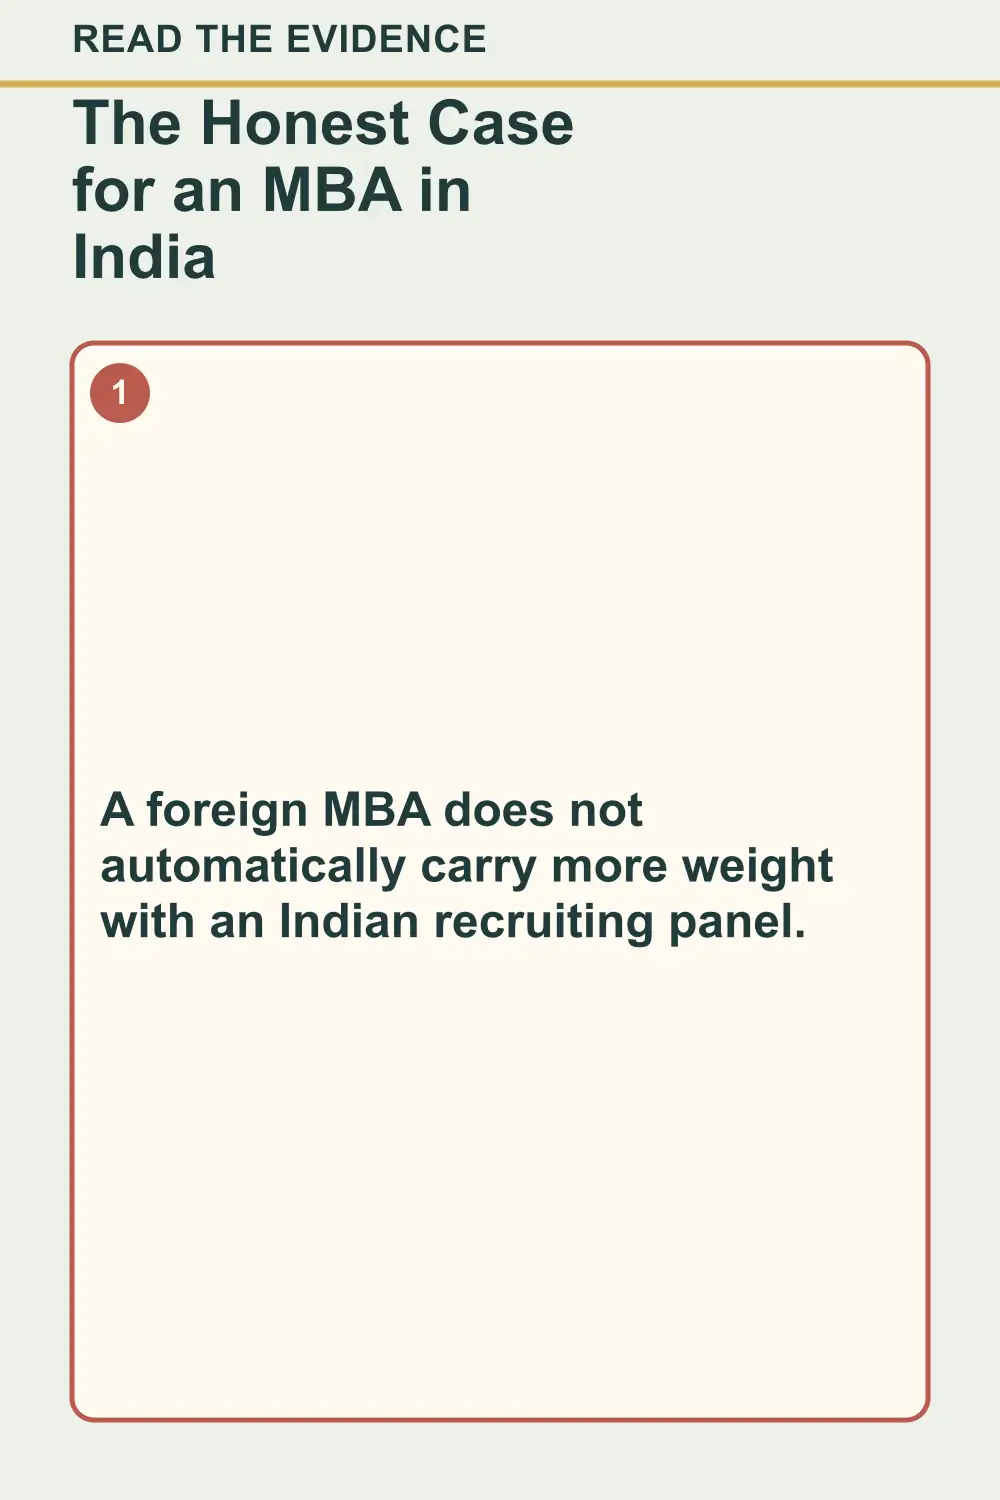 READ THE EVIDENCE
The Honest Case
for an MBA in
India
1
A foreign MBA does not
automatically carry more weight
with an Indian recruiting panel.